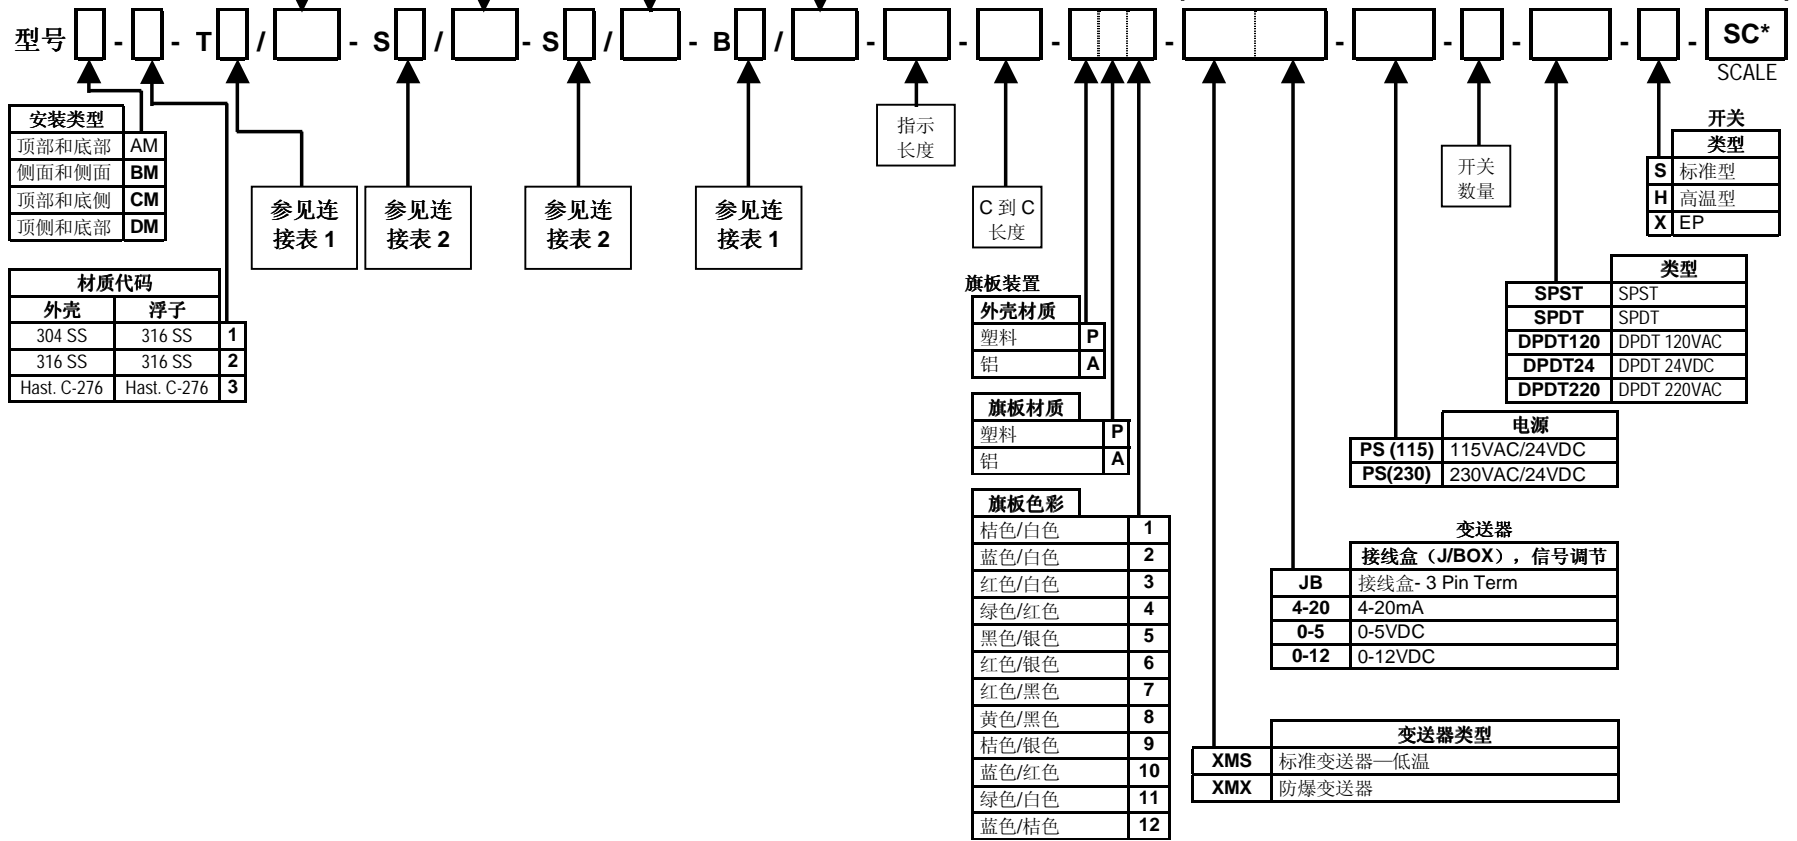 型号 - - T / - S / - S / - B / - - - - - - - - SC*
SCALE
安装类型
顶部和底部 AM
侧面和侧面 BM
顶部和底侧 CM
顶侧和底部 DM
材质代码
外壳 浮子
304 SS 316 SS 1
316 SS 316 SS 2
Hast. C-276 Hast. C-276 3
参见连
接表 1
参见连
接表 2
参见连
接表 2
参见连
接表 1
指示
长度
C 到 C
长度
旗板装置
外壳材质
塑料 P
铝 A
旗板材质
塑料 P
铝 A
旗板色彩
桔色/白色 1
蓝色/白色 2
红色/白色 3
绿色/红色 4
黑色/银色 5
红色/银色 6
红色/黑色 7
黄色/黑色 8
桔色/银色 9
蓝色/红色 10
绿色/白色 11
蓝色/桔色 12
变送器类型
XMS 标准变送器—低温
XMX 防爆变送器
变送器
接线盒（J/BOX），信号调节
JB 接线盒- 3 Pin Term
4-20 4-20mA
0-5 0-5VDC
0-12 0-12VDC
电源
PS (115) 115VAC/24VDC
PS(230) 230VAC/24VDC
开关
数量
类型
SPST SPST
SPDT SPDT
DPDT120 DPDT 120VAC
DPDT24 DPDT 24VDC
DPDT220 DPDT 220VAC
开关
类型
S 标准型
H 高温型
X EP